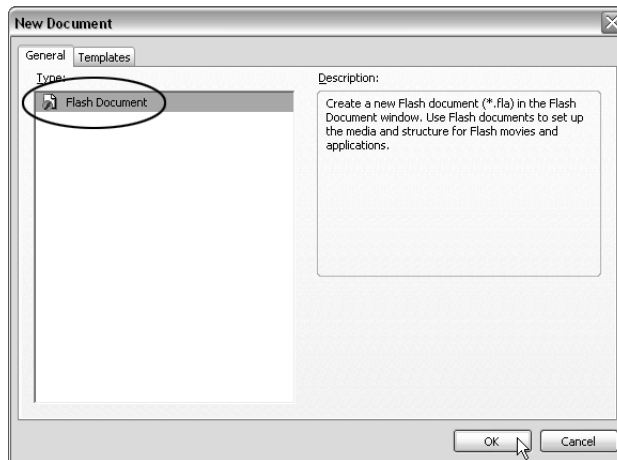 New Document
General
Templates
Type:
Flash Document
Description:
Create a new Flash document (*.fla) in the Flash
Document window. Use Flash documents to set up
the media and structure for Flash movies and
applications.
OK
Cancel